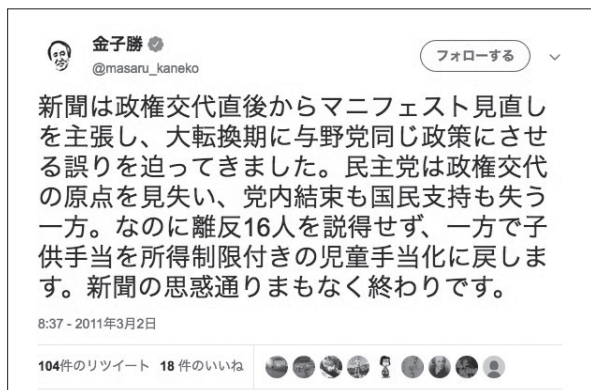 金子勝
@masaru_kaneko
フォローする
新聞は政権交代直後からマニフェスト見直し
を主張し、大転換期に与野党同じ政策にさせ
る誤りを迫ってきました。民主党は政権交代
の原点を見失い、党内結束も国民支持も失う
一方。なのに離反16人を説得せず、一方で子
供手当を所得制限付きの児童手当化に戻しま
す。新聞の思惑通りまもなく終わりです。
8:37 - 2011年3月2日
104件のリツイート 18 件のいいね